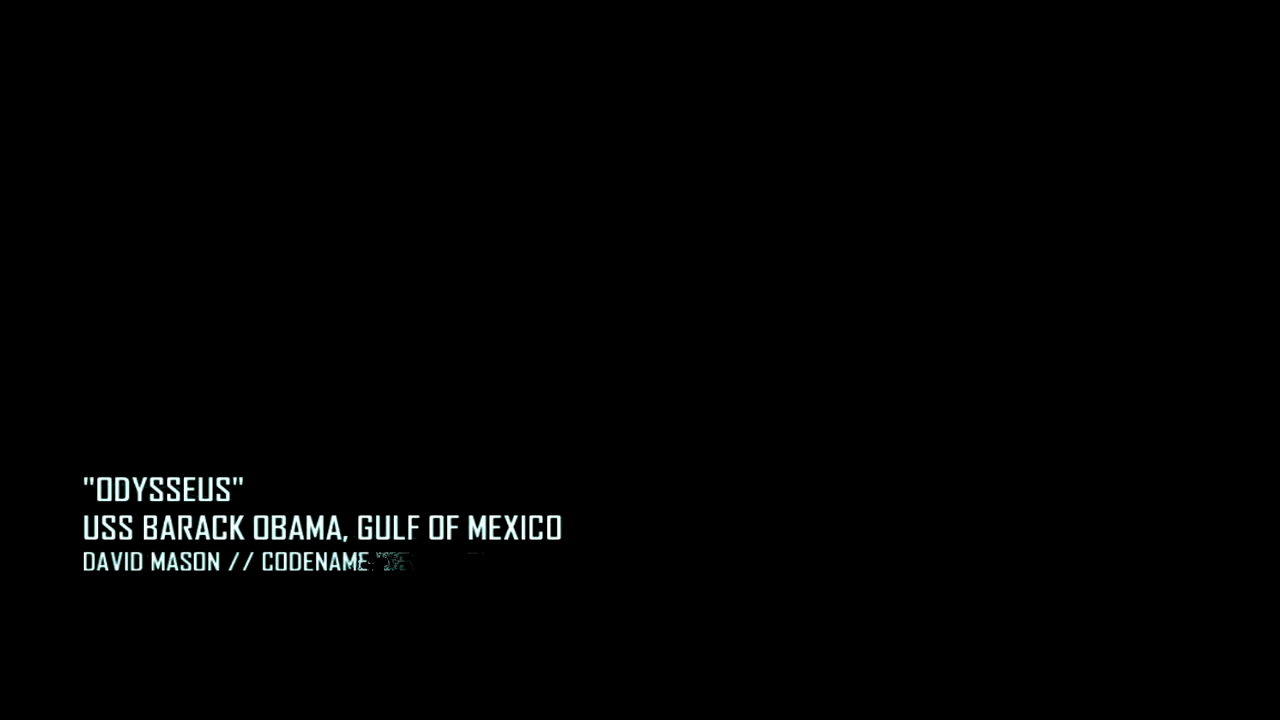 "ODYSSEUS"
USS BARACK OBAMA, GULF OF MEXICO
DAVID MASON // CODENAME